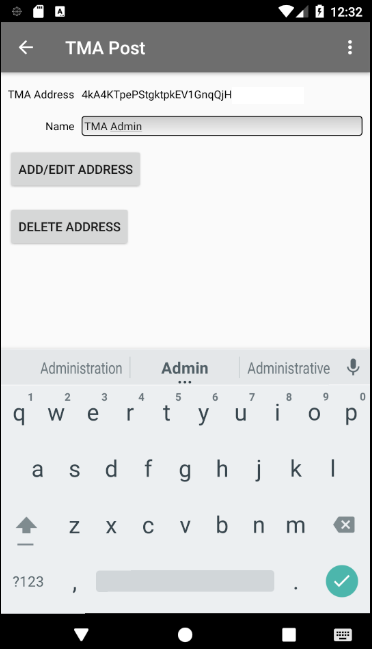 A 12:32
TMA Post
TMA Address 4kA4KTpePStgktpkEV1GnqQjH
Name TMA Admin
ADD/EDIT ADDRESS
DELETE ADDRESS
Administration Admin Administrative
1 2 3 4 5 6 7 8 9 0
q w e r t y u i o p
a s d f g h j k l
z x c v b n m
?123 , .